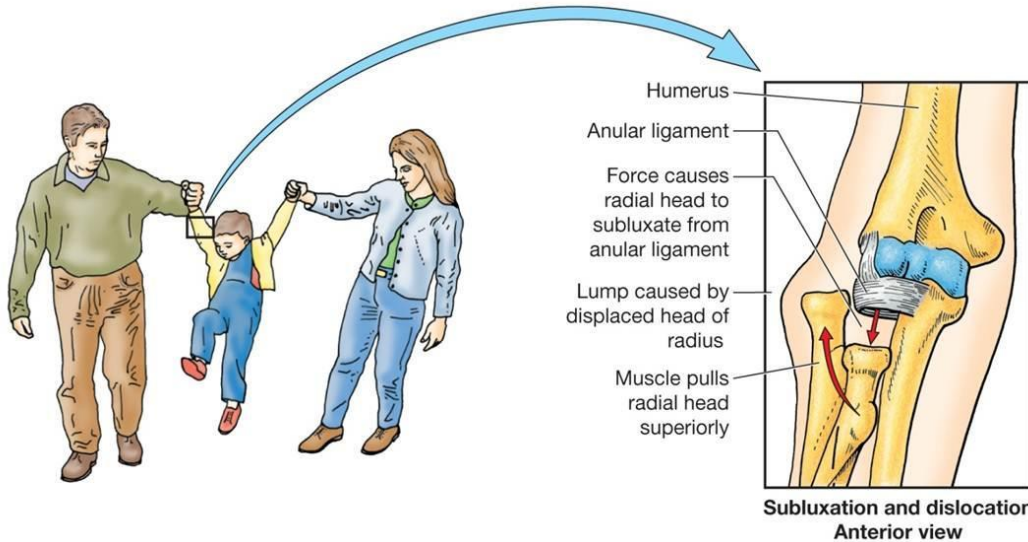 Humerus
Anular ligament
Force causes
radial head to
subluxate from
anular ligament
Lump caused by
displaced head of
radius
Muscle pulls
radial head
superiorly
Subluxation and dislocation
Anterior view